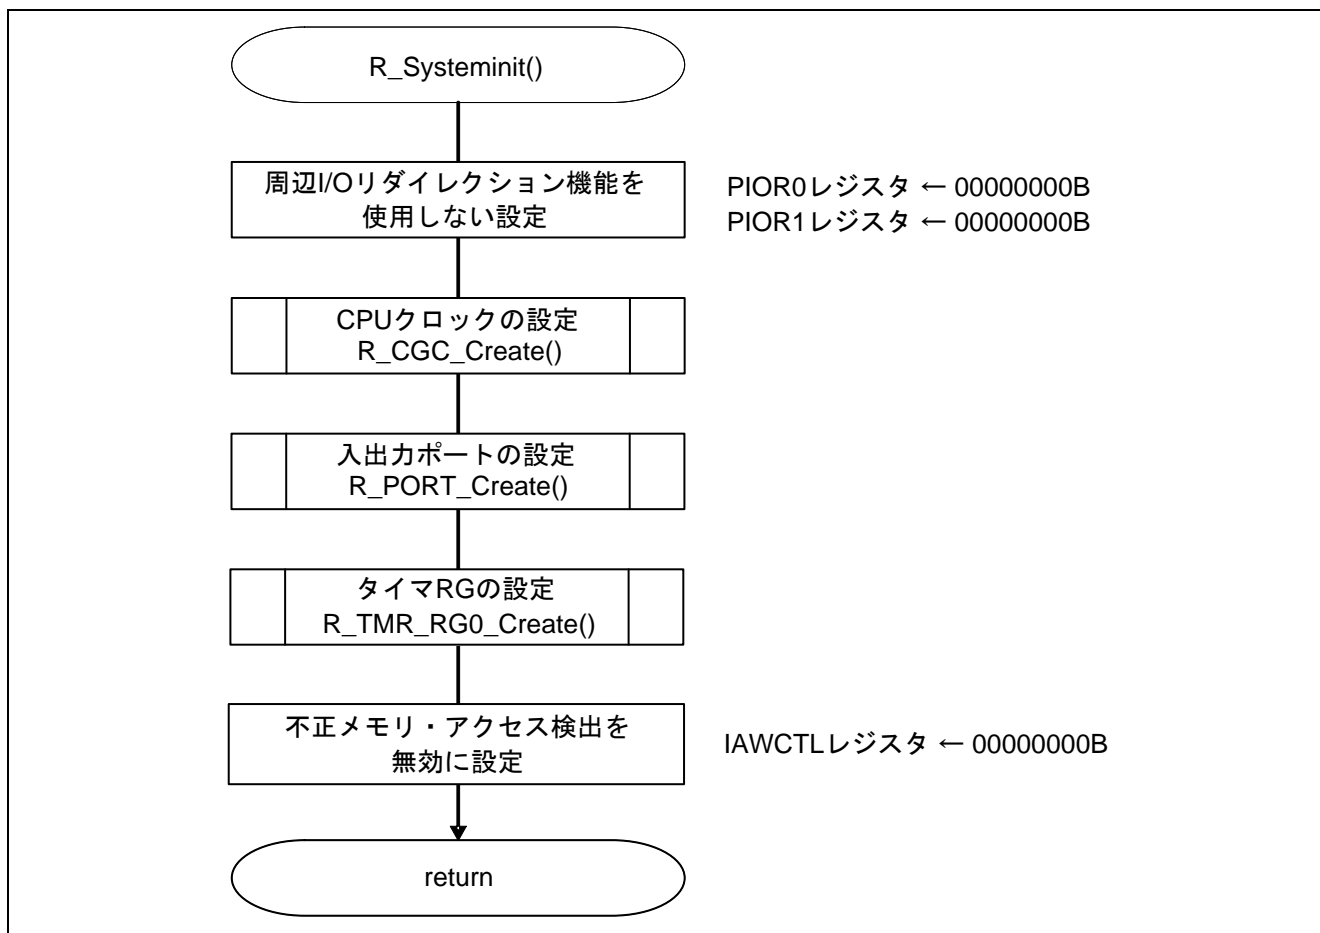 R_Systeminit()
周辺I/Oリダイレクション機能を
使用しない設定
PIOR0レジスタ ← 00000000B
PIOR1レジスタ ← 00000000B
CPUクロックの設定
R_CGC_Create()
入出力ポートの設定
R_PORT_Create()
タイマRGの設定
R_TMR_RG0_Create()
不正メモリ・アクセス検出を
無効に設定
IAWCTLレジスタ ← 00000000B
return